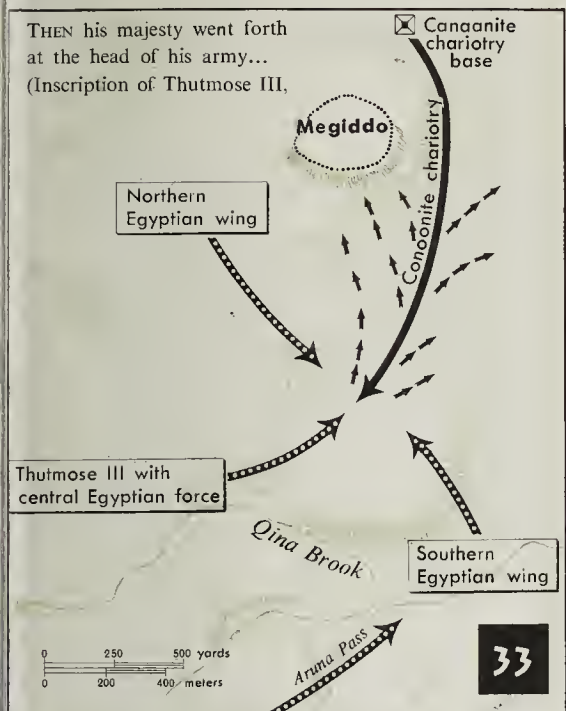 THEN his majesty went forth
at the head of his army...
(Inscription of Thutmose III,
Canaanite
chariotry
base
Megiddo
Conoonite chariotry
Northern
Egyptian wing
Thutmose III with
central Egyptian force
Qina Brook
Southern
Egyptian wing
Aruna Pass
0 250 500 yards
0 200 400 meters
33